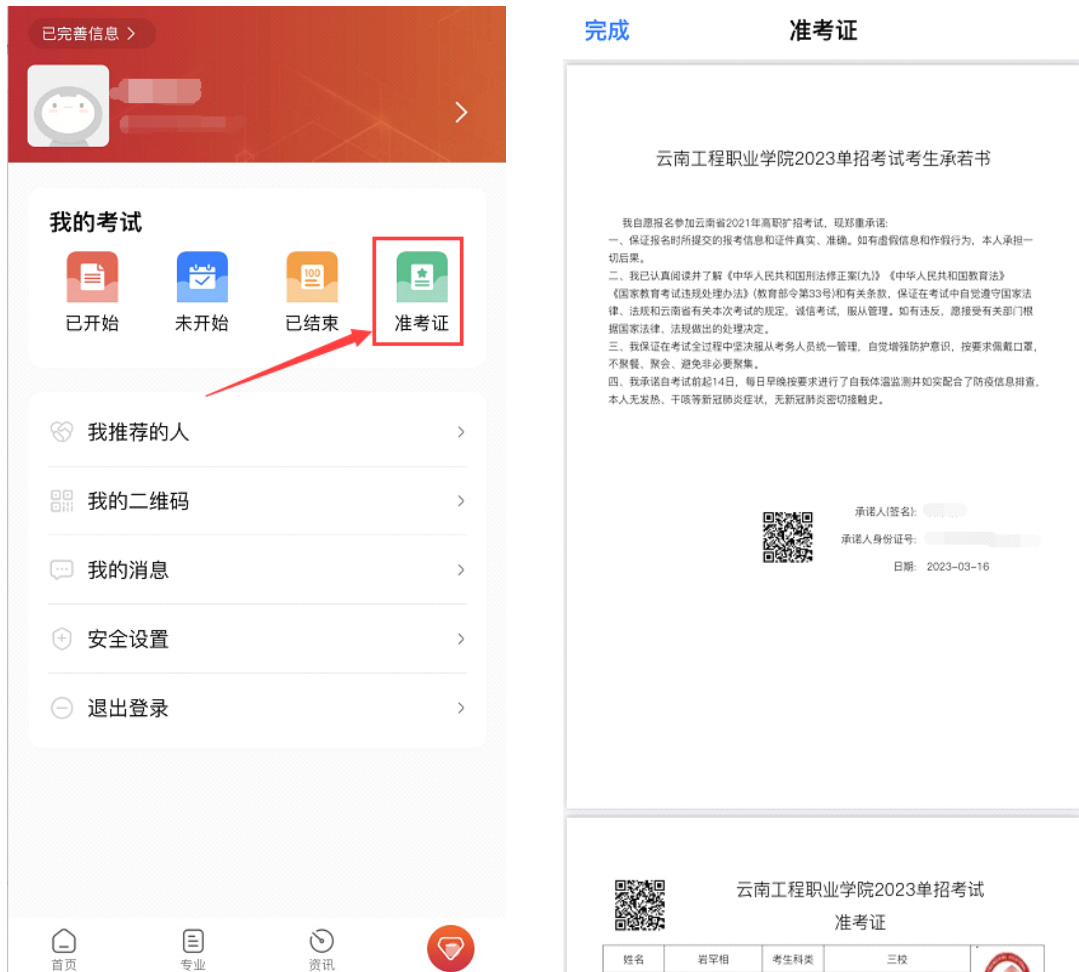 已完善信息
我的考试
100
已开始
未开始
已结束
准考证
我推荐的人
我的二维码
我的消息
安全设置
退出登录
首页
专业
资讯
完成
准考证
云南工程职业学院2023单招考试考生承若书
我自愿报名参加云南省2021年高职扩招考试，现郑重承诺:
一、保证报名时所提交的报考信息和证件真实、准确。如有虚假信息和作假行为，本人承担一
切后果。
二、我已认真阅读并了解《中华人民共和国刑法修正案(九)》《中华人民共和国教育法》
《国家教育考试违规处理办法》(教育部令第33号)和有关条款，保证在考试中自觉遵守国家法
律、法规和云南省有关本次考试的规定，诚信考试，服从管理。如有违反，愿接受有关部门根
据国家法律、法规做出的处理决定。
三、我保证在考试全过程中坚决服从考务人员统一管理，自觉增强防护意识，按要求佩戴口罩，
不聚餐、聚会、避免非必要聚集。
四、我承诺自考试前起14日，每日早晚按要求进行了自我体温监测并如实配合了防疫信息排查，
本人无发热、干咳等新冠肺炎症状，无新冠肺炎密切接触史。
承诺人(签名):
承诺人身份证号:
日期: 2023-03-16
云南工程职业学院2023单招考试
准考证
姓名 岩罕相 考生科类 三校